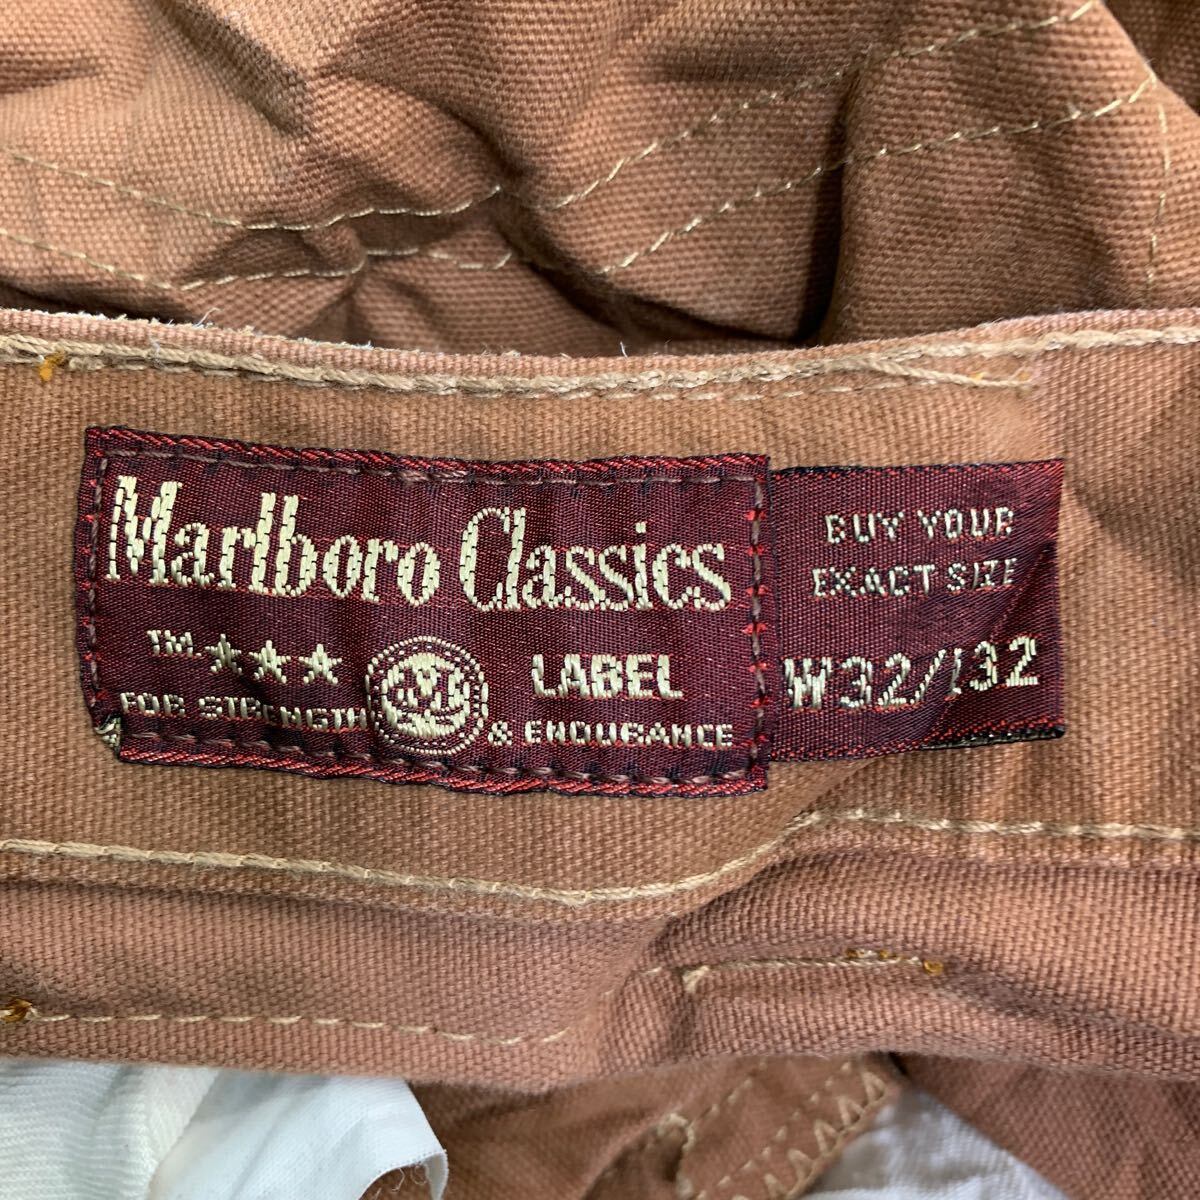 Marlboro Classics
™ ★★★ LABEL
FOR STRENGTH & ENDURANCE
BUY YOUR
EXACT SIZE
W32/L32